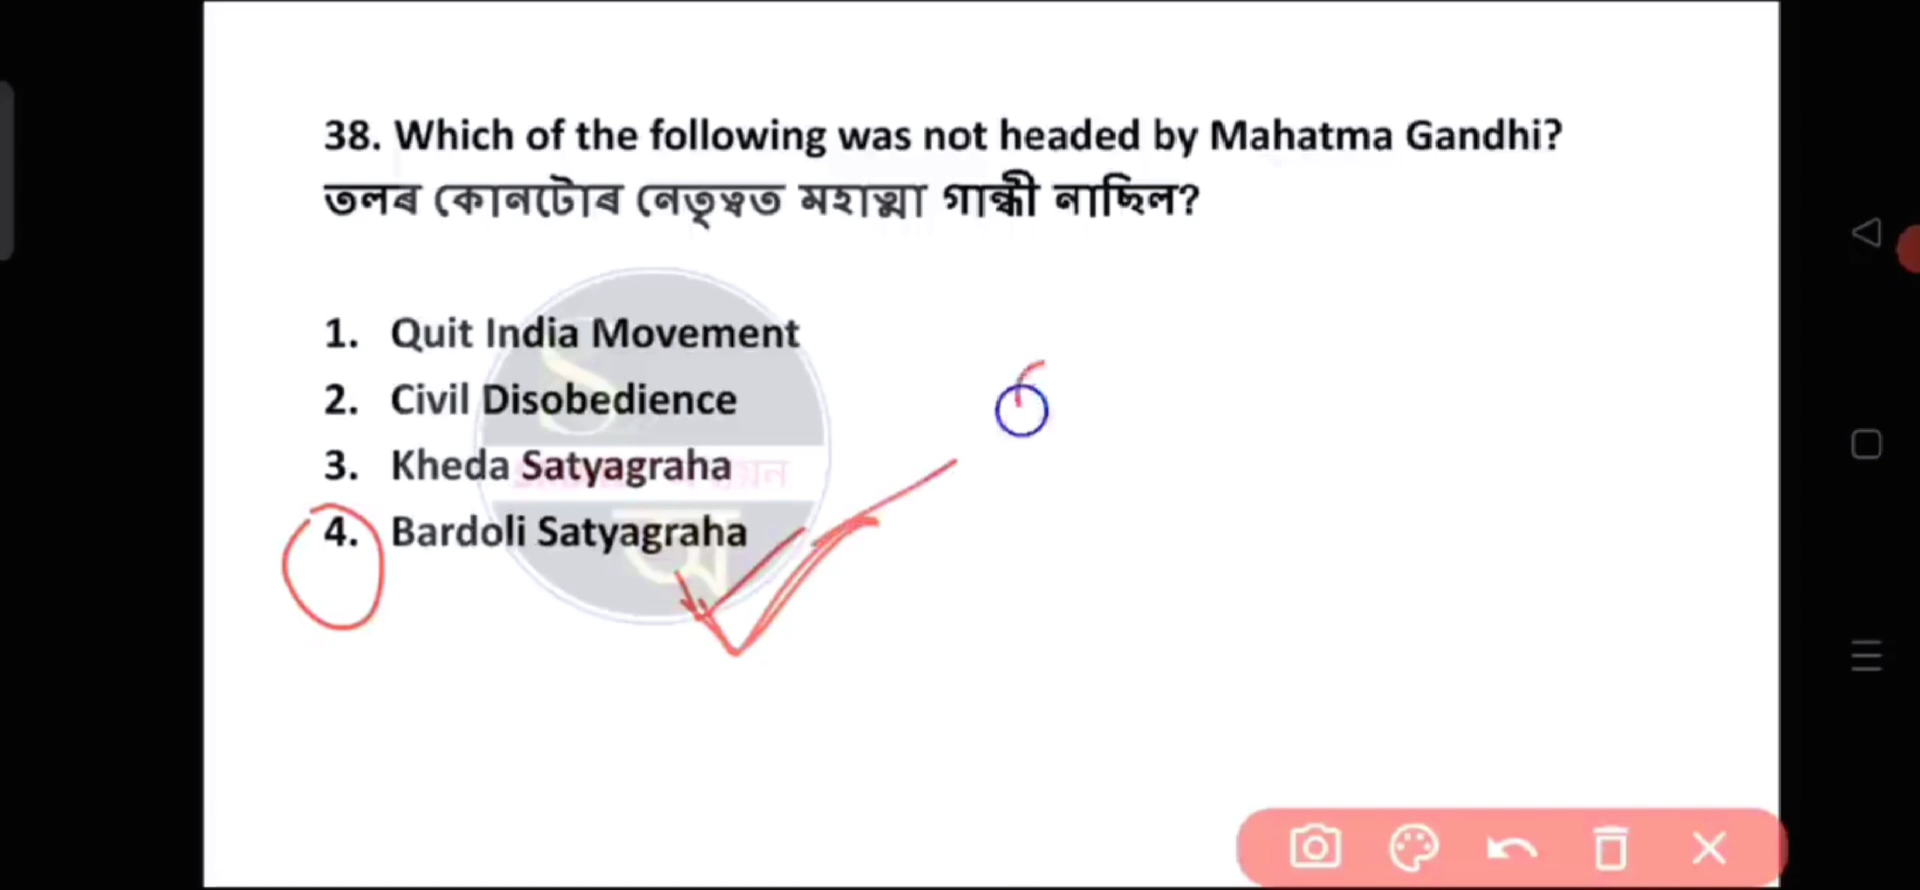 38. Which of the following was not headed by Mahatma Gandhi?
তলৰ কোনটোৰ নেতৃত্বত মহাত্মা গান্ধী নাছিল?
1. Quit India Movement
2. Civil Disobedience
3. Kheda Satyagraha
4. Bardoli Satyagraha